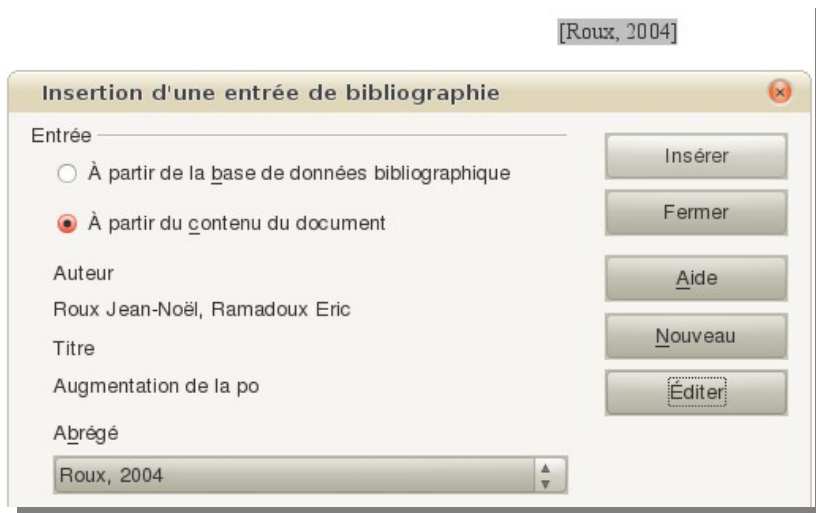 [Roux, 2004]
Insertion d'une entrée de bibliographie
Entrée
À partir de la base de données bibliographique
À partir du contenu du document
Auteur
Roux Jean-Noël, Ramadoux Eric
Titre
Augmentation de la po
Abrégé
Roux, 2004
Insérer
Fermer
Aide
Nouveau
Éditer